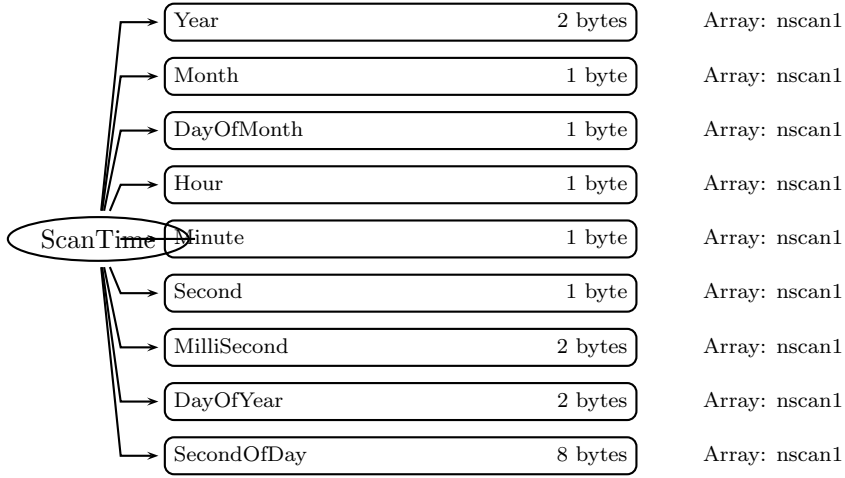 Year 2 bytes Array: nscan1
Month 1 byte Array: nscan1
DayOfMonth 1 byte Array: nscan1
Hour 1 byte Array: nscan1
ScanTime Minute 1 byte Array: nscan1
Second 1 byte Array: nscan1
MilliSecond 2 bytes Array: nscan1
DayOfYear 2 bytes Array: nscan1
SecondOfDay 8 bytes Array: nscan1